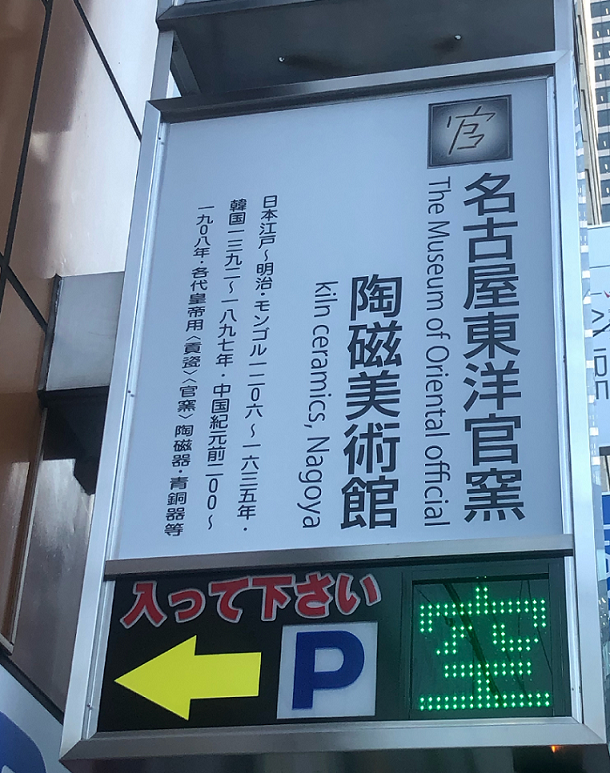 官
名古屋東洋官窯
The Museum of Oriental official
陶磁美術館
kiln ceramics, Nagoya
日本江戸~明治・モンゴル一二〇六~一六三五年・
韓国一三九二~一八九七年・中国紀元前二〇〇~
一九〇八年・各代皇帝用〈貢瓷〉〈官窯〉陶磁器・青銅器等
入って下さい
P
空